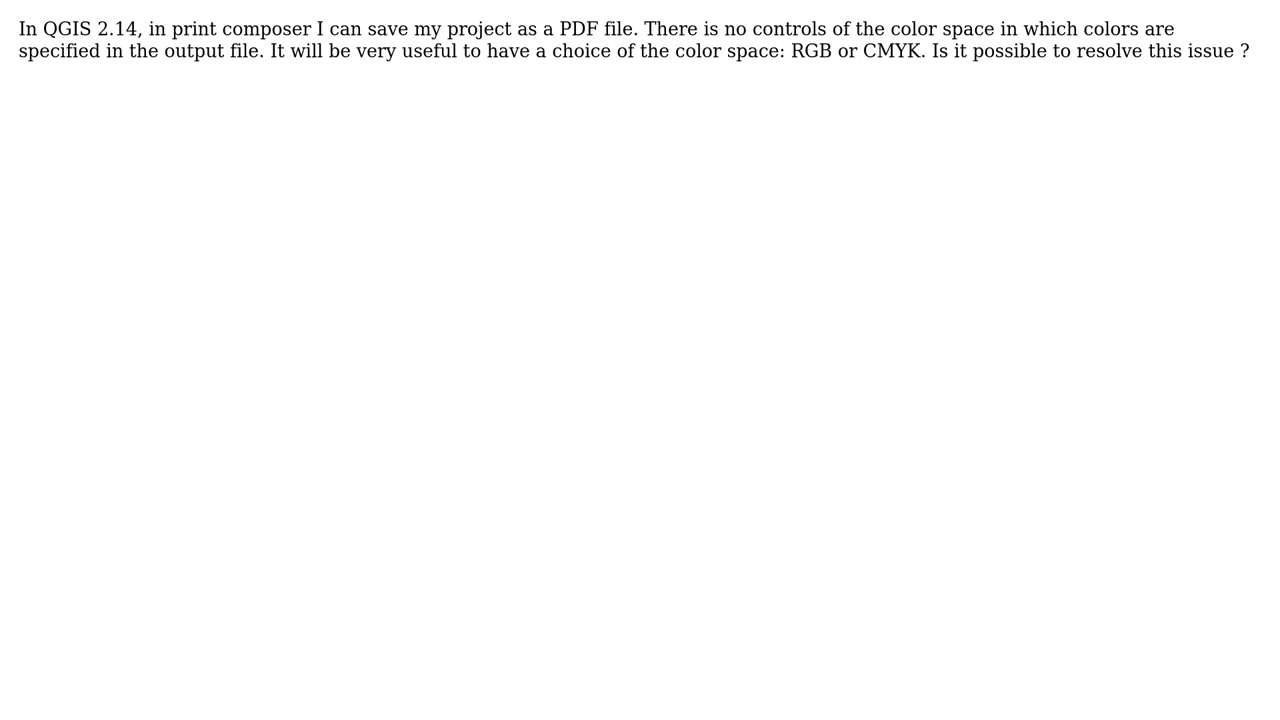 In QGIS 2.14, in print composer I can save my project as a PDF file. There is no controls of the color space in which colors are
specified in the output file. It will be very useful to have a choice of the color space: RGB or CMYK. Is it possible to resolve this issue ?